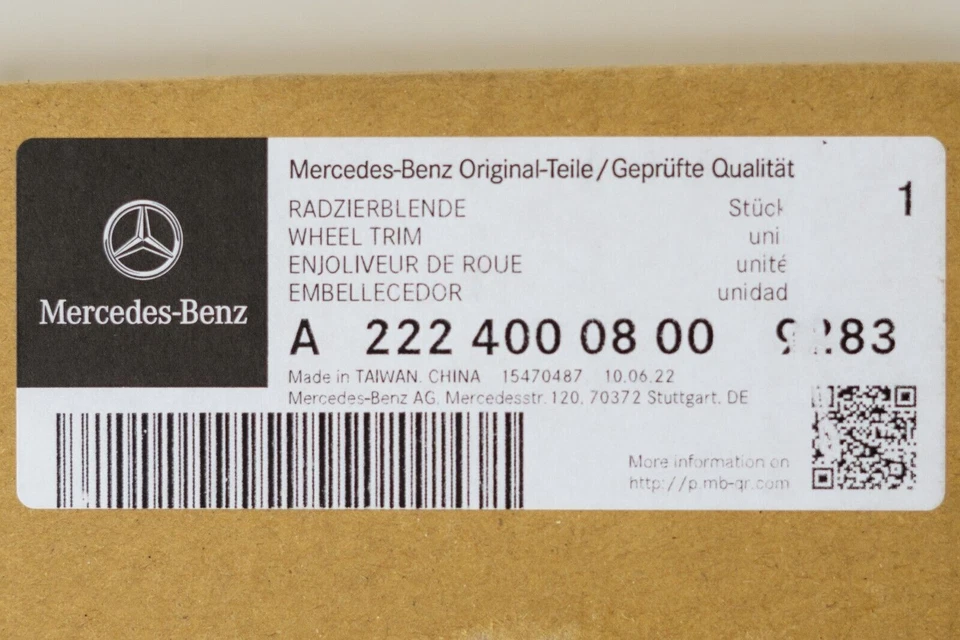 Mercedes-Benz
Mercedes-Benz Original-Teile/Geprüfte Qualität
RADZIERBLENDE Stück 1
WHEEL TRIM
ENJOLIVEUR DE ROUE unité
EMBELLECEDOR unidad
A 222 400 08 00
Made in TAIWAN. CHINA 15470487 10.06.22
Mercedes-Benz AG, Mercedesstr. 120, 70372 Stuttgart, DE
More information on
http://p.mb-qr.com